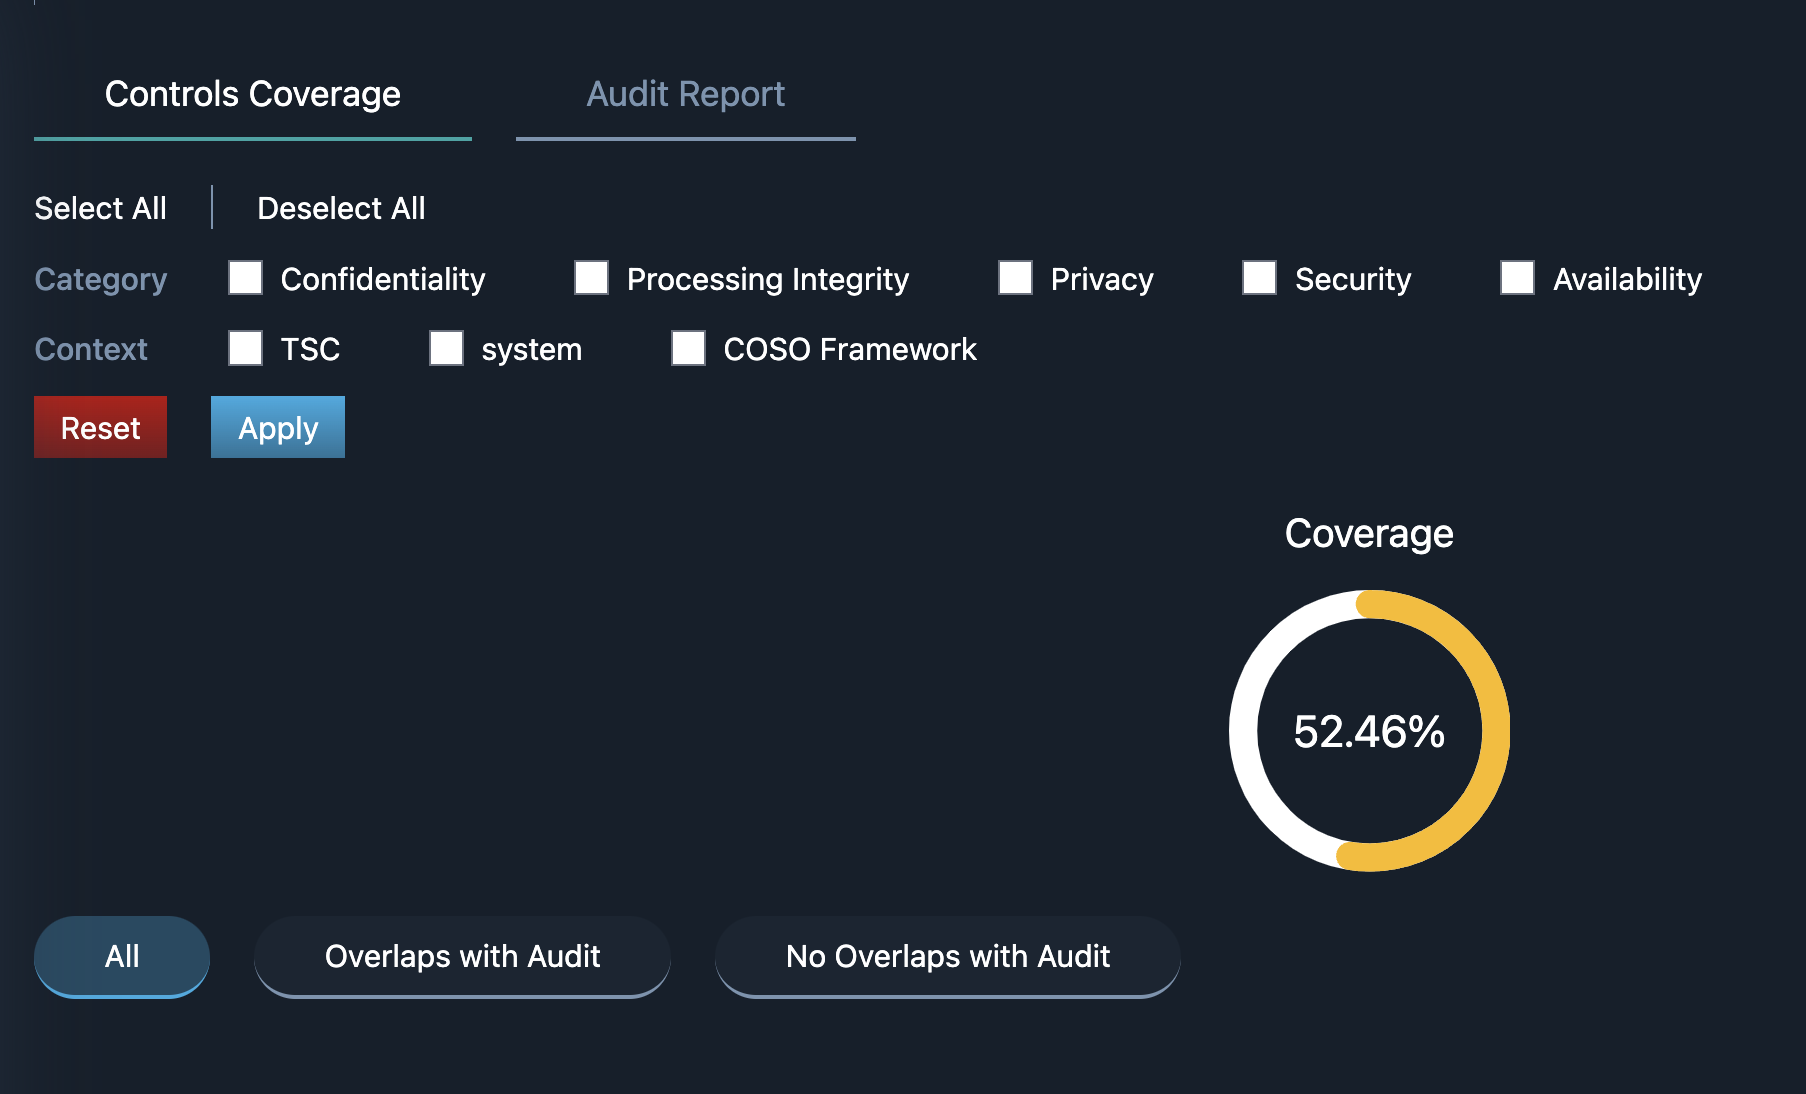 Controls Coverage Audit Report
Select All Deselect All
Category Confidentiality Processing Integrity Privacy Security Availability
Context TSC system COSO Framework
Reset Apply
Coverage
52.46%
All Overlaps with Audit No Overlaps with Audit